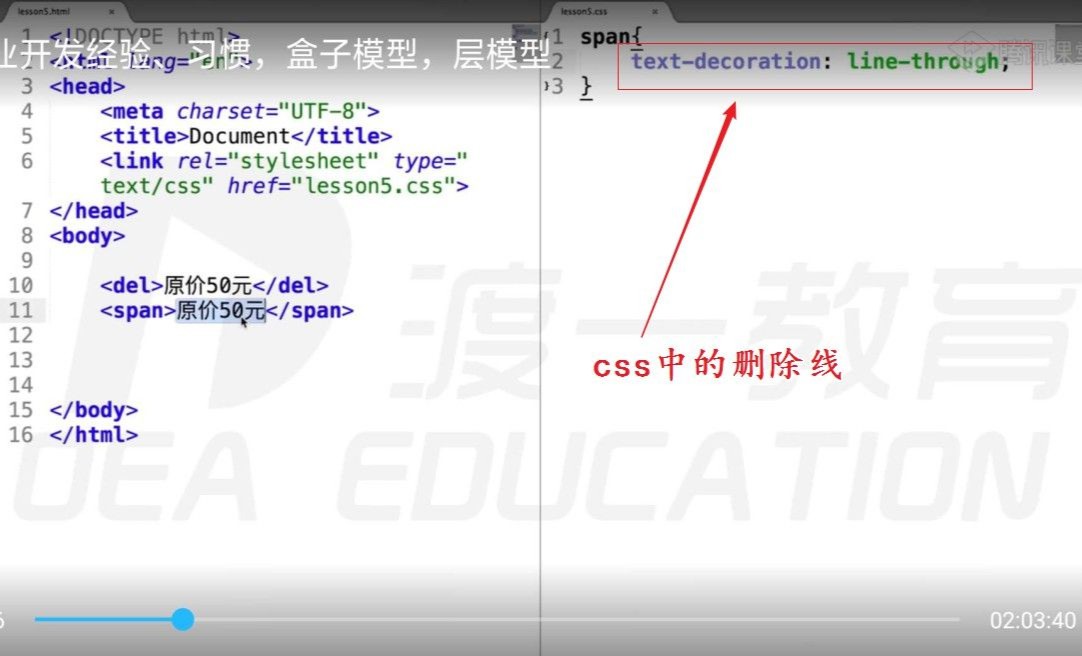 lesson5.html ×
lesson5.css ×
业开发经验、习惯，盒子模型，层模型
腾讯课堂
1 <!DOCTYPE html>
2 <html lang="en">
3 <head>
4 <meta charset="UTF-8">
5 <title>Document</title>
6 <link rel="stylesheet" type="
text/css" href="lesson5.css">
7 </head>
8 <body>
9
10 <del>原价50元</del>
11 <span>原价50元</span>
12
13
14
15 </body>
16 </html>
1 span{
2 text-decoration: line-through;
3 }
css中的删除线
渡一教育
EDUCATION
02:03:40